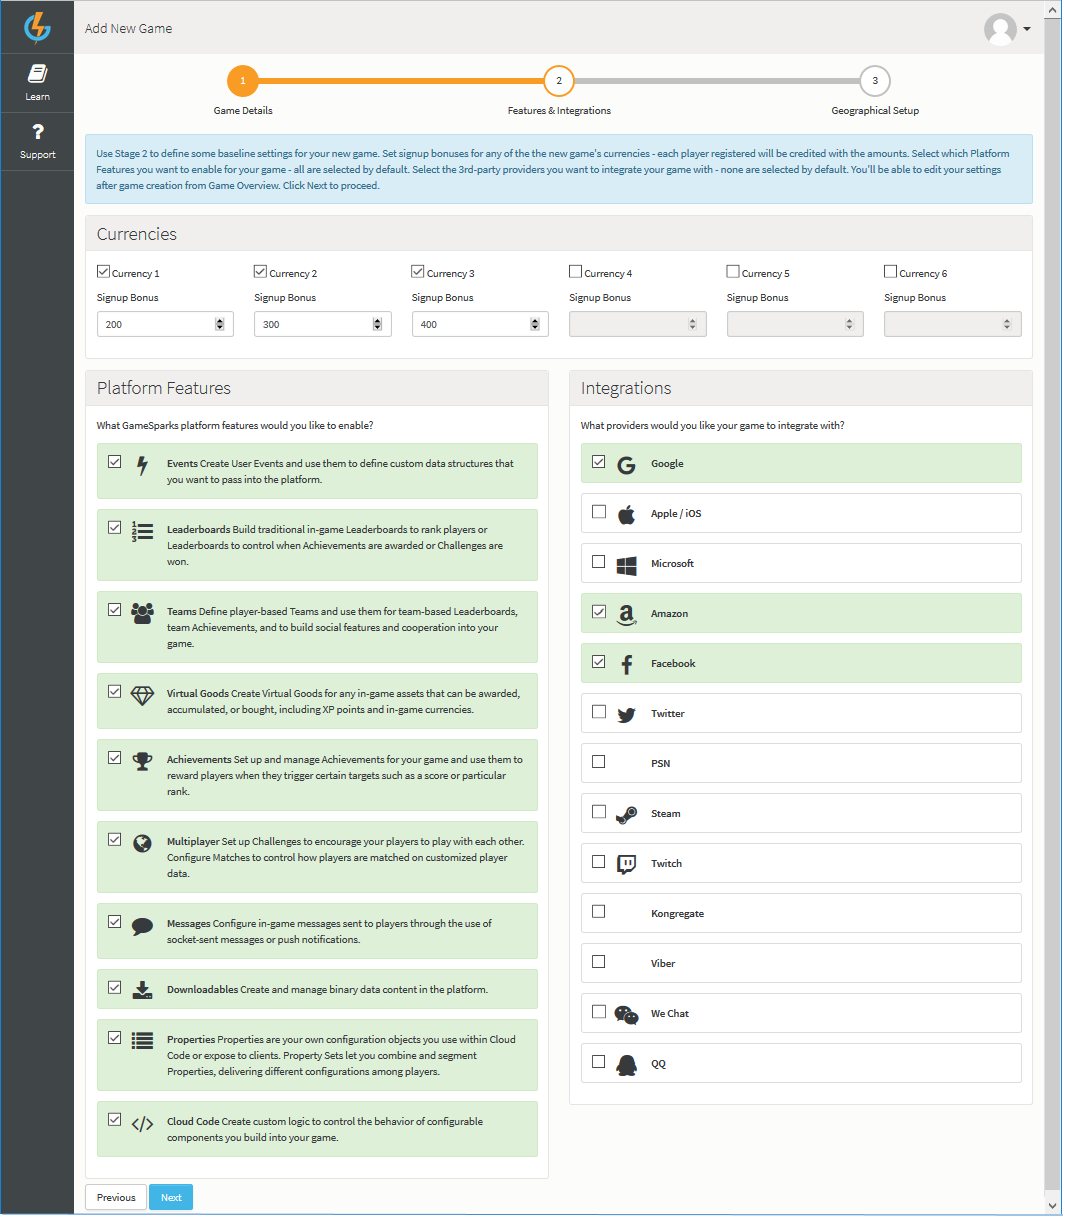 Add New Game
Learn
Support
1
2
3
Game Details
Features & Integrations
Geographical Setup
Use Stage 2 to define some baseline settings for your new game. Set signup bonuses for any of the the new game's currencies - each player registered will be credited with the amounts. Select which Platform
Features you want to enable for your game - all are selected by default. Select the 3rd-party providers you want to integrate your game with - none are selected by default. You'll be able to edit your settings
after game creation from Game Overview. Click Next to proceed.
Currencies
Currency 1
Currency 2
Currency 3
Currency 4
Currency 5
Currency 6
Signup Bonus
Signup Bonus
Signup Bonus
Signup Bonus
Signup Bonus
Signup Bonus
200
300
400
Platform Features
What GameSparks platform features would you like to enable?
Events Create User Events and use them to define custom data structures that
you want to pass into the platform.
1
2
3
Leaderboards Build traditional in-game Leaderboards to rank players or
Leaderboards to control when Achievements are awarded or Challenges are
won.
Teams Define player-based Teams and use them for team-based Leaderboards,
team Achievements, and to build social features and cooperation into your
game.
Virtual Goods Create Virtual Goods for any in-game assets that can be awarded,
accumulated, or bought, including XP points and in-game currencies.
Achievements Set up and manage Achievements for your game and use them to
reward players when they trigger certain targets such as a score or particular
rank.
Multiplayer Set up Challenges to encourage your players to play with each other.
Configure Matches to control how players are matched on customized player
data.
Messages Configure in-game messages sent to players through the use of
socket-sent messages or push notifications.
Downloadables Create and manage binary data content in the platform.
Properties Properties are your own configuration objects you use within Cloud
Code or expose to clients. Property Sets let you combine and segment
Properties, delivering different configurations among players.
Cloud Code Create custom logic to control the behavior of configurable
components you build into your game.
Integrations
What providers would you like your game to integrate with?
Google
Apple / iOS
Microsoft
Amazon
Facebook
Twitter
PSN
Steam
Twitch
Kongregate
Viber
We Chat
QQ
Previous
Next